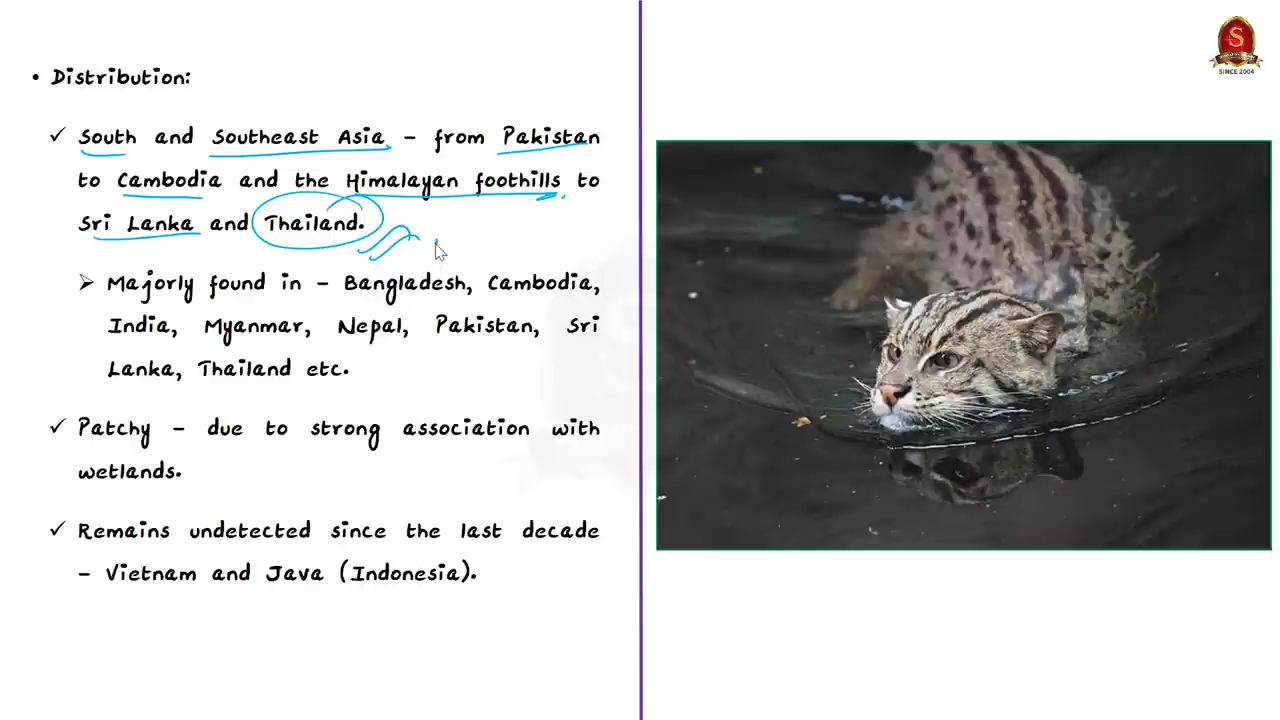 • Distribution:
✓ South and Southeast Asia – from Pakistan
to Cambodia and the Himalayan foothills to
Sri Lanka and Thailand.
➢ Majorly found in – Bangladesh, Cambodia,
India, Myanmar, Nepal, Pakistan, Sri
Lanka, Thailand etc.
✓ Patchy – due to strong association with
wetlands.
✓ Remains undetected since the last decade
– Vietnam and Java (Indonesia).
S
SINCE 2004